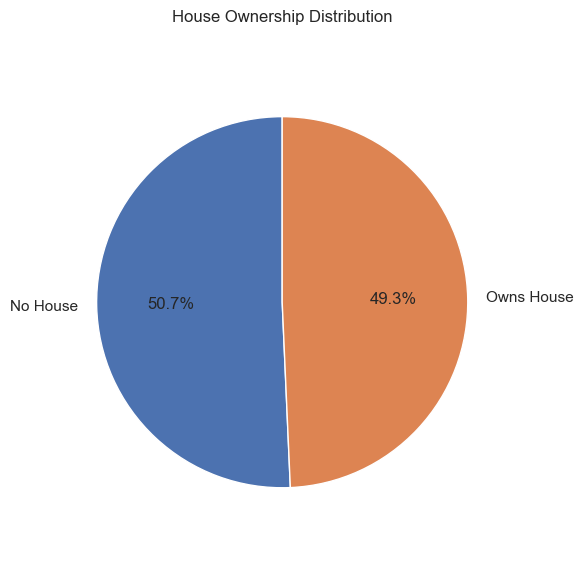 House Ownership Distribution
50.7%
49.3%
No House
Owns House